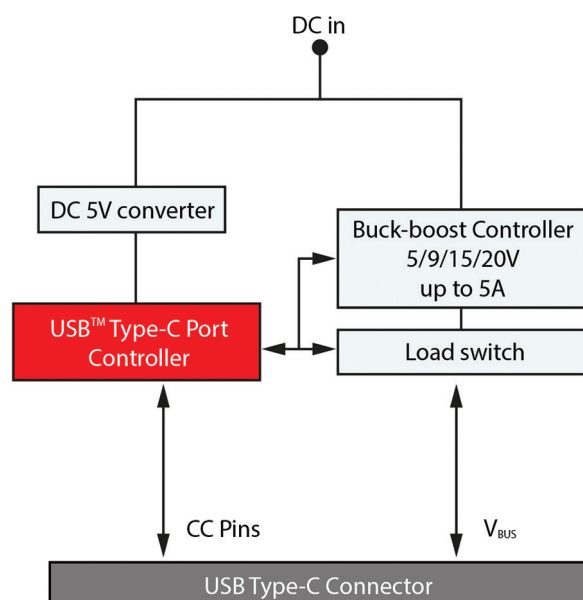 DC in
DC 5V converter
Buck-boost Controller
5/9/15/20V
up to 5A
USB™ Type-C Port
Controller
Load switch
CC Pins
VBUS
USB Type-C Connector